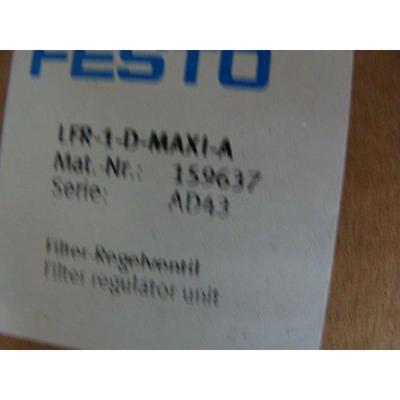 FESTO
LFR-1-D-MAXI-A
Mat.-Nr.: 159637
Serie: AD43
Filter-Regelventil
Filter regulator unit